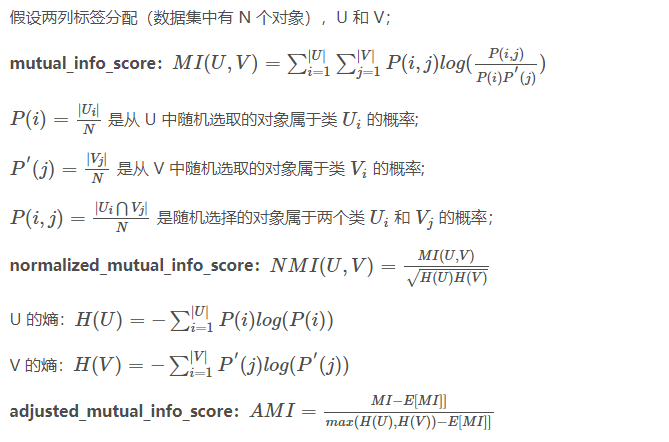 假设两列标签分配（数据集中有 N 个对象）, U 和 V；
mutual_info_score： $MI(U,V)=\sum_{i=1}^{|U|}\sum_{j=1}^{|V|}P(i,j)log(\frac{P(i,j)}{P(i)P^{'}(j)})$
$P(i)=\frac{|U_i|}{N}$ 是从 U 中随机选取的对象属于类 $U_i$ 的概率;
$P^{'}(j)=\frac{|V_j|}{N}$ 是从 V 中随机选取的对象属于类 $V_i$ 的概率;
$P(i,j)=\frac{|U_i\bigcap V_j|}{N}$ 是随机选择的对象属于两个类 $U_i$ 和 $V_j$ 的概率；
normalized_mutual_info_score： $NMI(U,V)=\frac{MI(U,V)}{\sqrt{H(U)H(V)}}$
U 的熵： $H(U)=-\sum_{i=1}^{|U|}P(i)log(P(i))$
V 的熵： $H(V)=-\sum_{i=1}^{|V|}P^{'}(j)log(P^{'}(j))$
adjusted_mutual_info_score： $AMI=\frac{MI-E[MI]]}{max(H(U),H(V))-E[MI]]}$